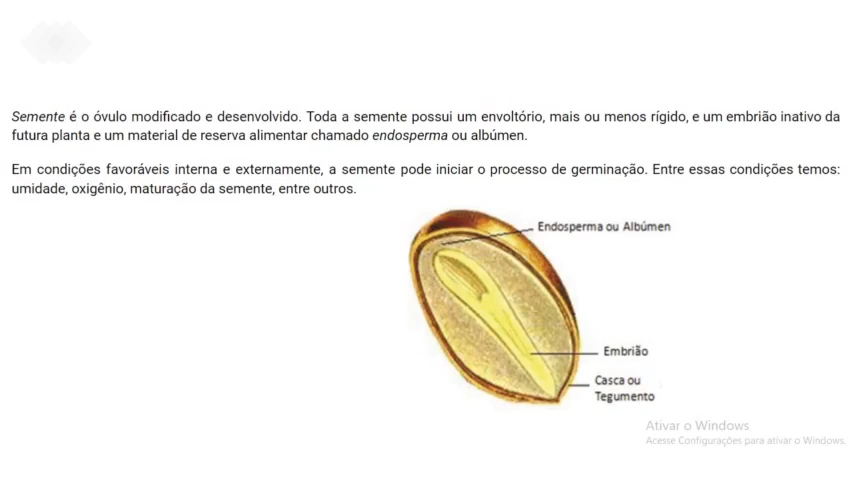 Semente é o óvulo modificado e desenvolvido. Toda a semente possui um envoltório, mais ou menos rígido, e um embrião inativo da
futura planta e um material de reserva alimentar chamado endosperma ou albúmen.
Em condições favoráveis interna e externamente, a semente pode iniciar o processo de germinação. Entre essas condições temos:
umidade, oxigênio, maturação da semente, entre outros.
Endosperma ou Albúmen
Embrião
Casca ou
Tegumento
Ativar o Windows
Acesse Configurações para ativar o Windows.